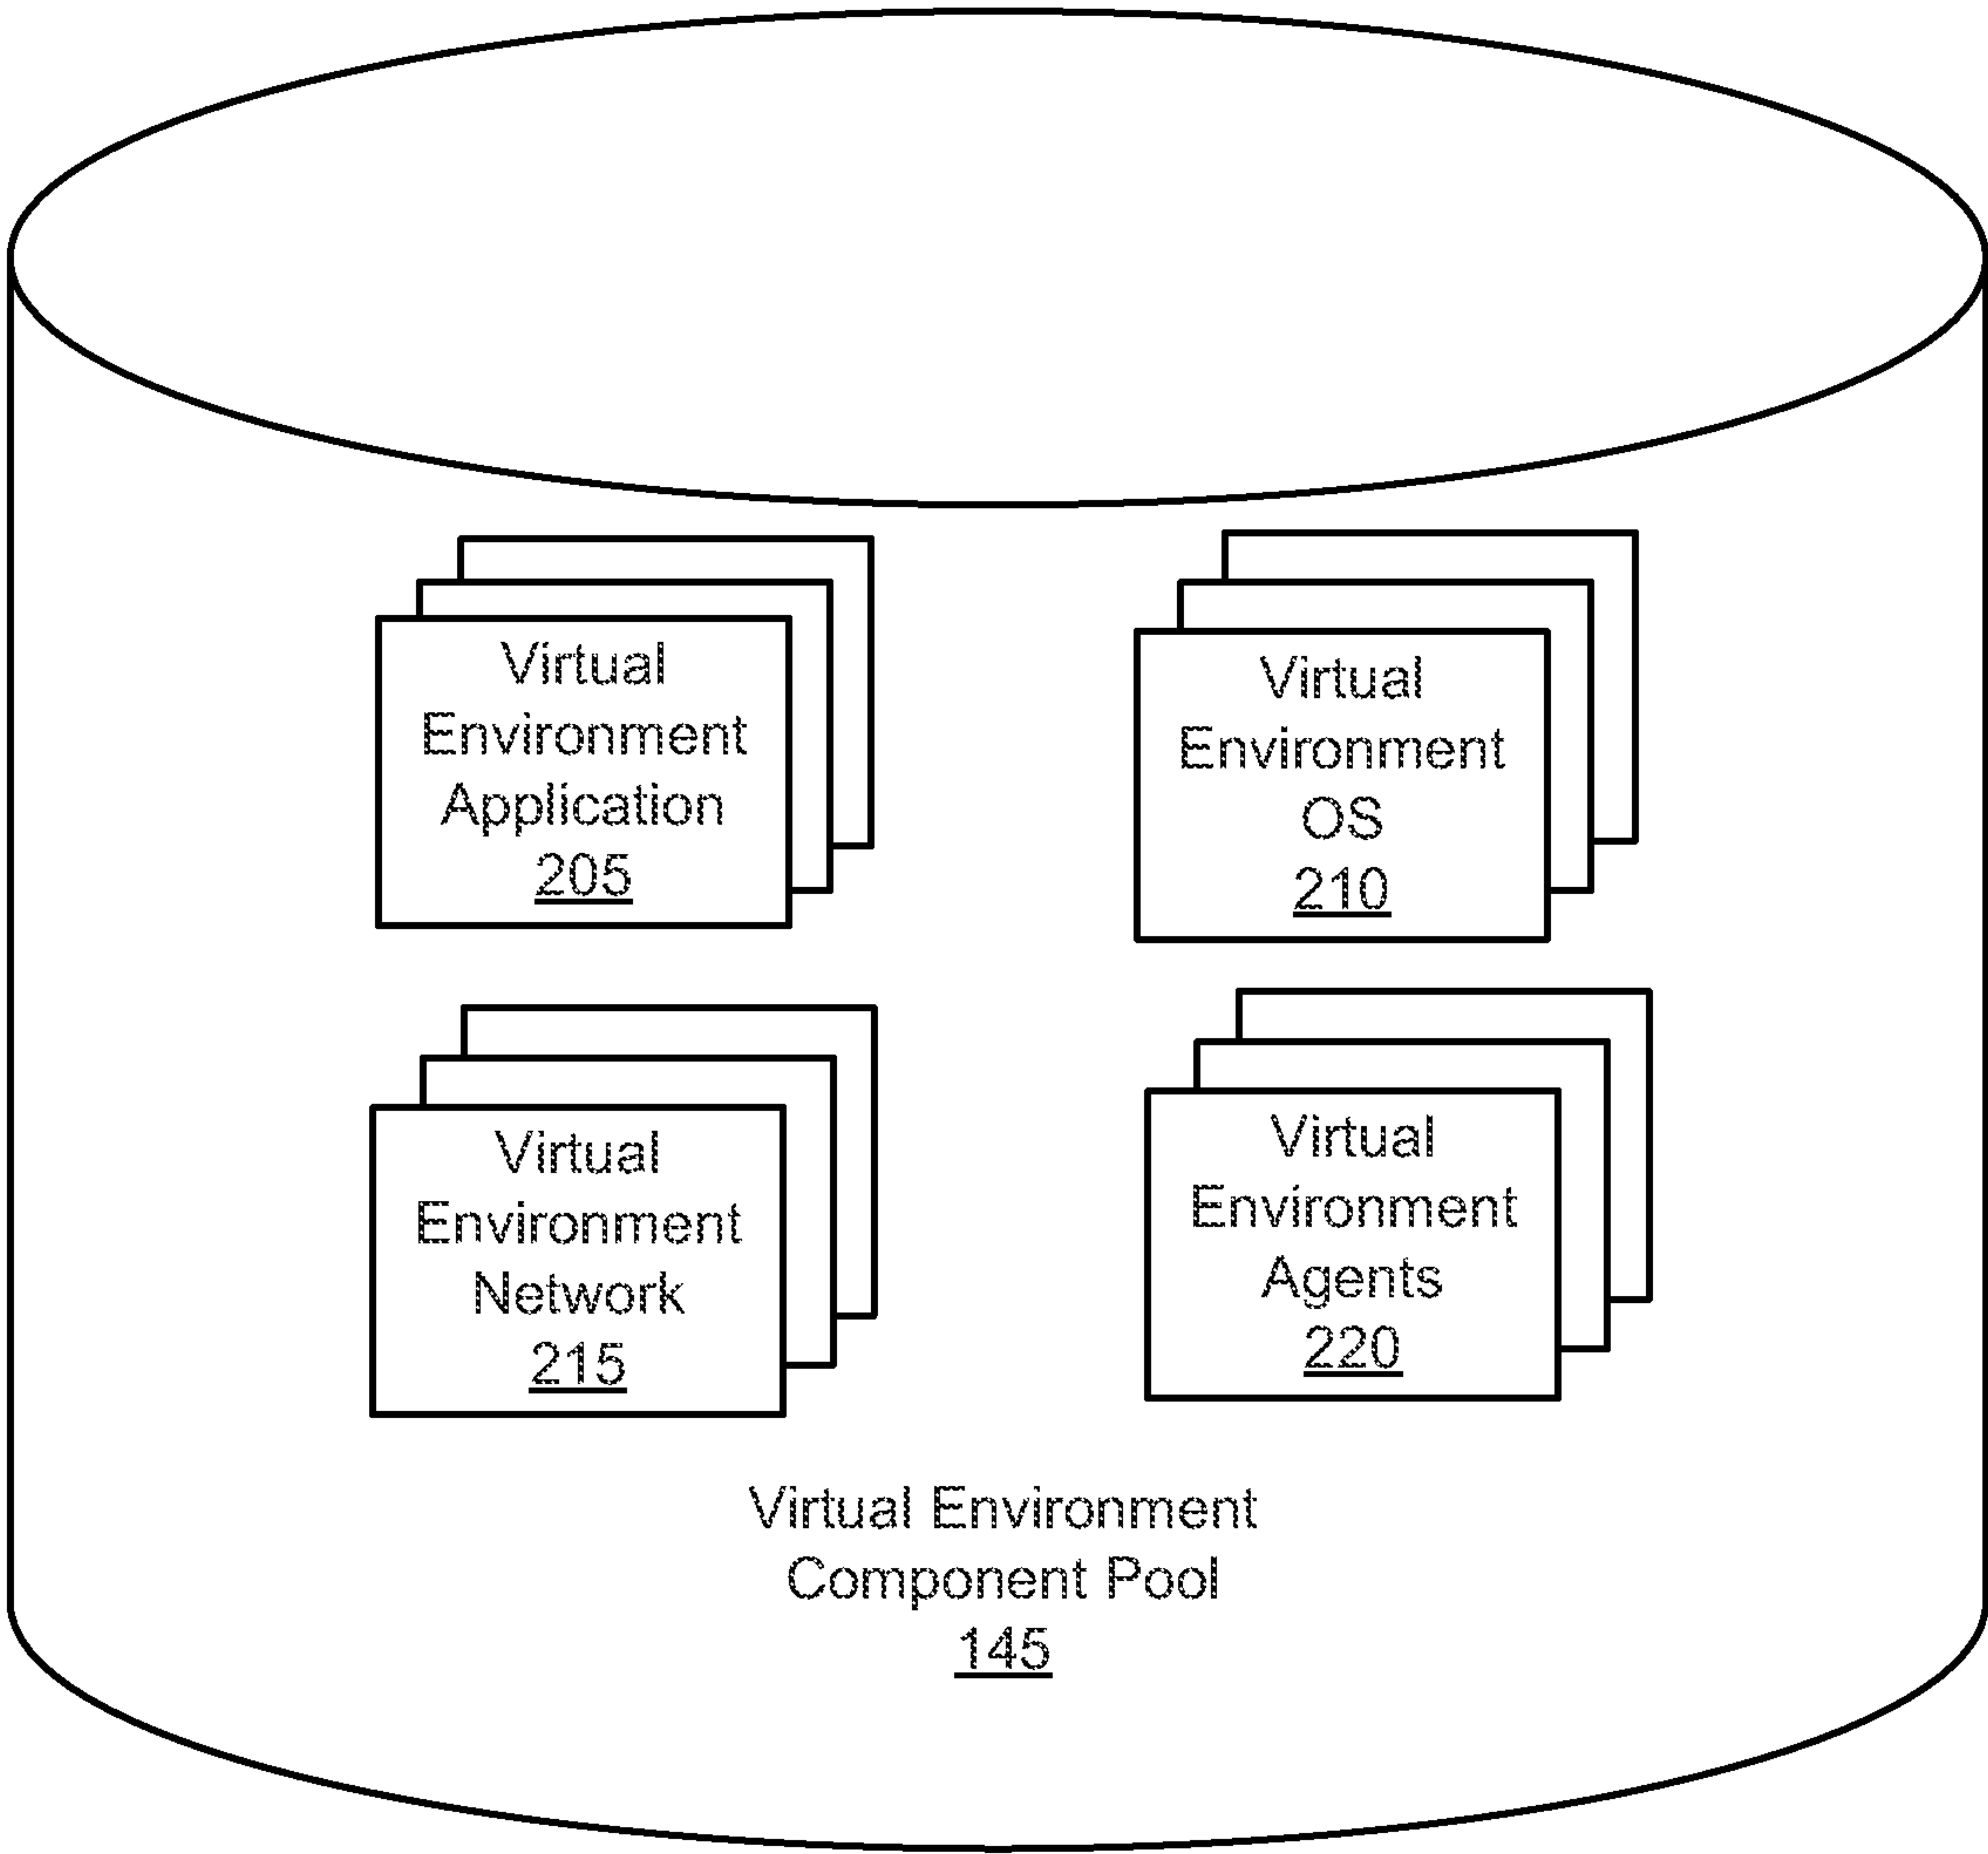 Virtual
Environment
Application
205
Virtual
Environment
OS
210
Virtual
Environment
Network
215
Virtual
Environment
Agents
220
Virtual Environment
Component Pool
145